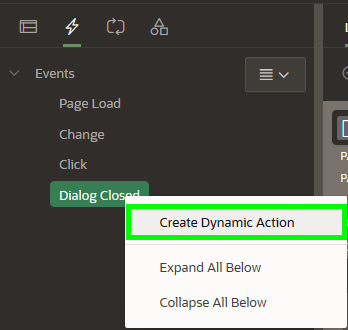 Events
Page Load
Change
Click
Dialog Closed
Create Dynamic Action
Expand All Below
Collapse All Below